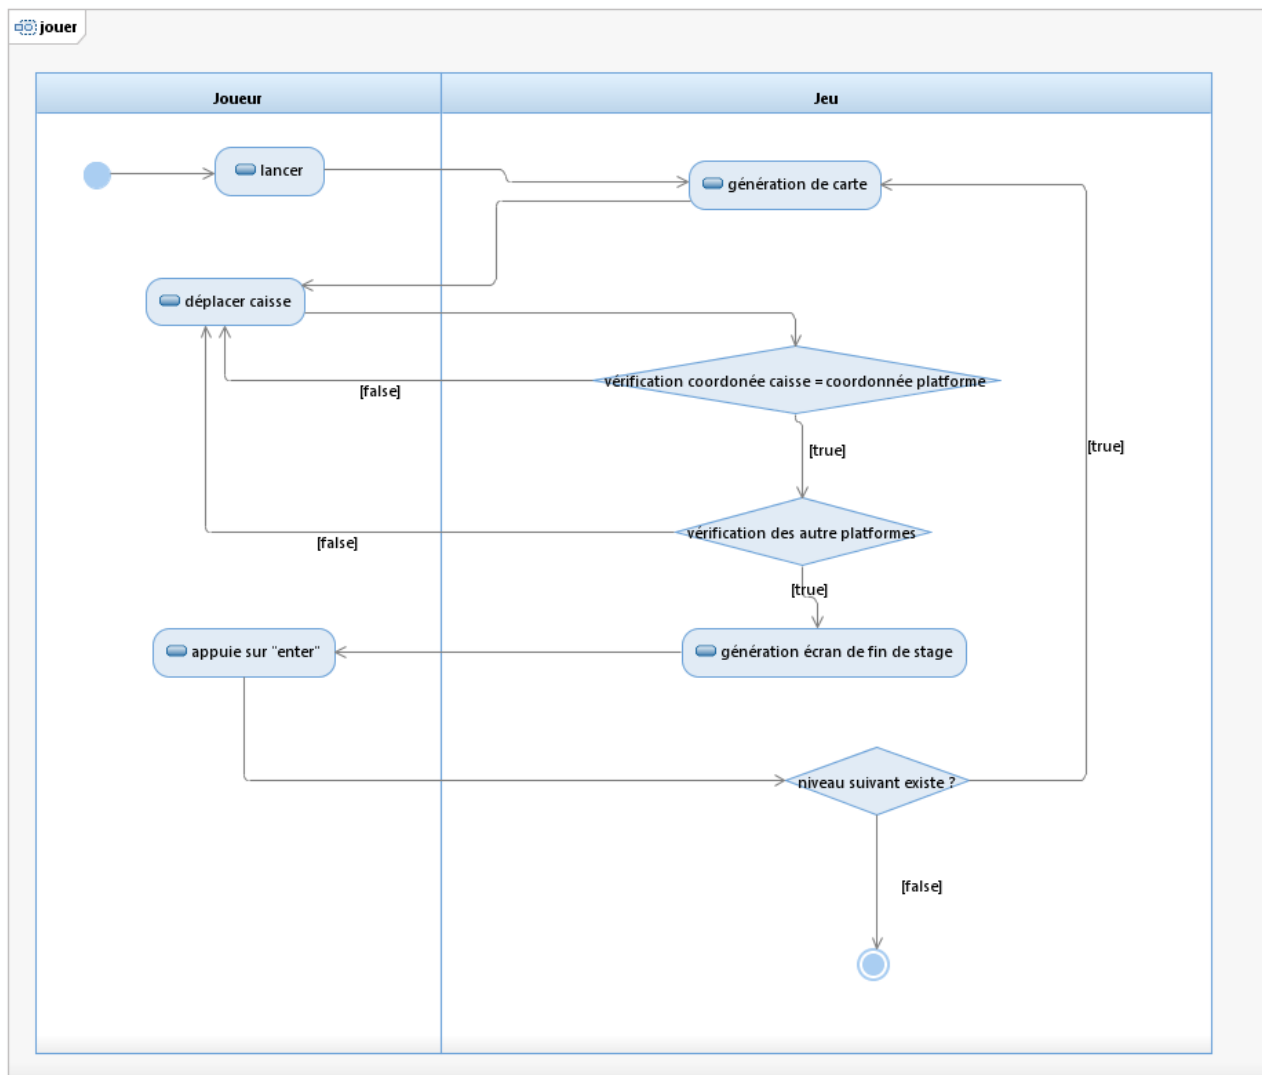 jouer
Joueur
Jeu
lancer
génération de carte
déplacer caisse
vérification coordonée caisse = coordonnée platforme
[false]
[true]
[true]
vérification des autre platformes
[false]
[true]
appuie sur "enter"
génération écran de fin de stage
niveau suivant existe ?
[false]